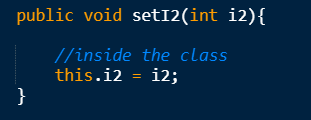 public void setI2(int i2){
//inside the class
this.i2 = i2;
}